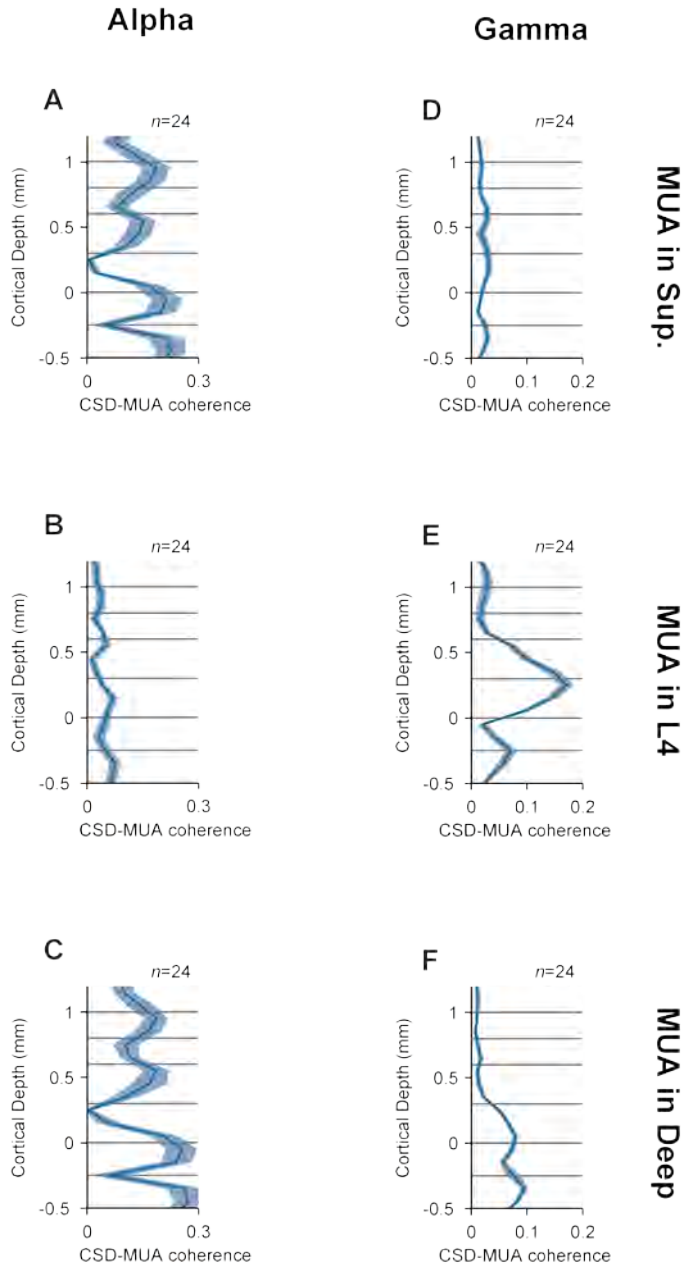 Alpha
Gamma
A
n=24
Cortical Depth (mm)
1
0.5
0
-0.5
0
0.3
CSD-MUA coherence
D
n=24
Cortical Depth (mm)
1
0.5
0
-0.5
0
0.1
0.2
CSD-MUA coherence
MUA in Sup.
B
n=24
Cortical Depth (mm)
1
0.5
0
-0.5
0
0.3
CSD-MUA coherence
E
n=24
Cortical Depth (mm)
1
0.5
0
-0.5
0
0.1
0.2
CSD-MUA coherence
MUA in L4
C
n=24
Cortical Depth (mm)
1
0.5
0
-0.5
0
0.3
CSD-MUA coherence
F
n=24
Cortical Depth (mm)
1
0.5
0
-0.5
0
0.1
0.2
CSD-MUA coherence
MUA in Deep